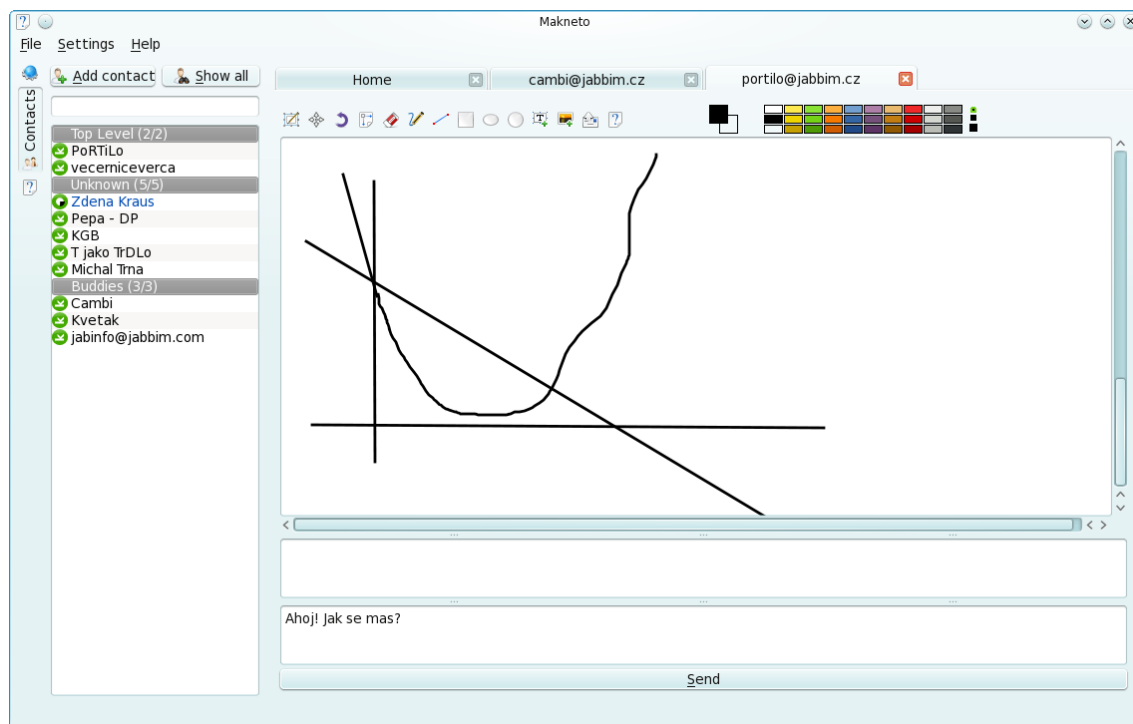 Makneto
File Settings Help
Add contact Show all
Home cambi@jabbim.cz portilo@jabbim.cz
Contacts
Top Level (2/2)
PoRTiLo
vecerniceverca
Unknown (5/5)
Zdena Kraus
Pepa - DP
KGB
T jako TrDLo
Michal Trna
Buddies (3/3)
Cambi
Kvetak
jabinfo@jabbim.com
Ahoj! Jak se mas?
Send